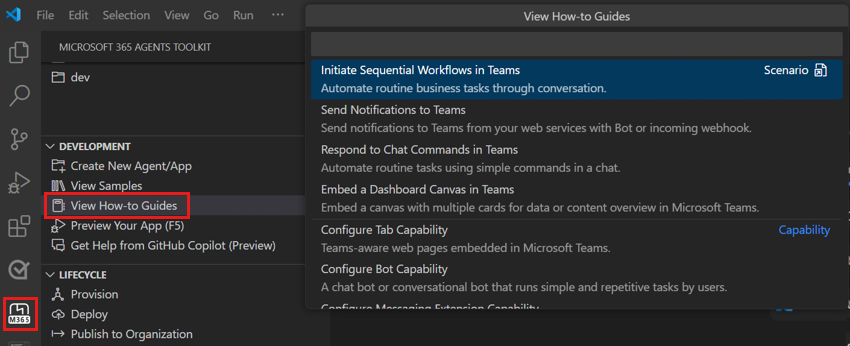 File Edit Selection View Go Run ...
View How-to Guides
MICROSOFT 365 AGENTS TOOLKIT
dev
DEVELOPMENT
Create New Agent/App
View Samples
View How-to Guides
Preview Your App (F5)
Get Help from GitHub Copilot (Preview)
LIFECYCLE
Provision
Deploy
Publish to Organization
M365
Initiate Sequential Workflows in Teams Scenario
Automate routine business tasks through conversation.
Send Notifications to Teams
Send notifications to Teams from your web services with Bot or incoming webhook.
Respond to Chat Commands in Teams
Automate routine tasks using simple commands in a chat.
Embed a Dashboard Canvas in Teams
Embed a canvas with multiple cards for data or content overview in Microsoft Teams.
Configure Tab Capability Capability
Teams-aware web pages embedded in Microsoft Teams.
Configure Bot Capability
A chat bot or conversational bot that runs simple and repetitive tasks by users.
Configure Messaging Extension Capability